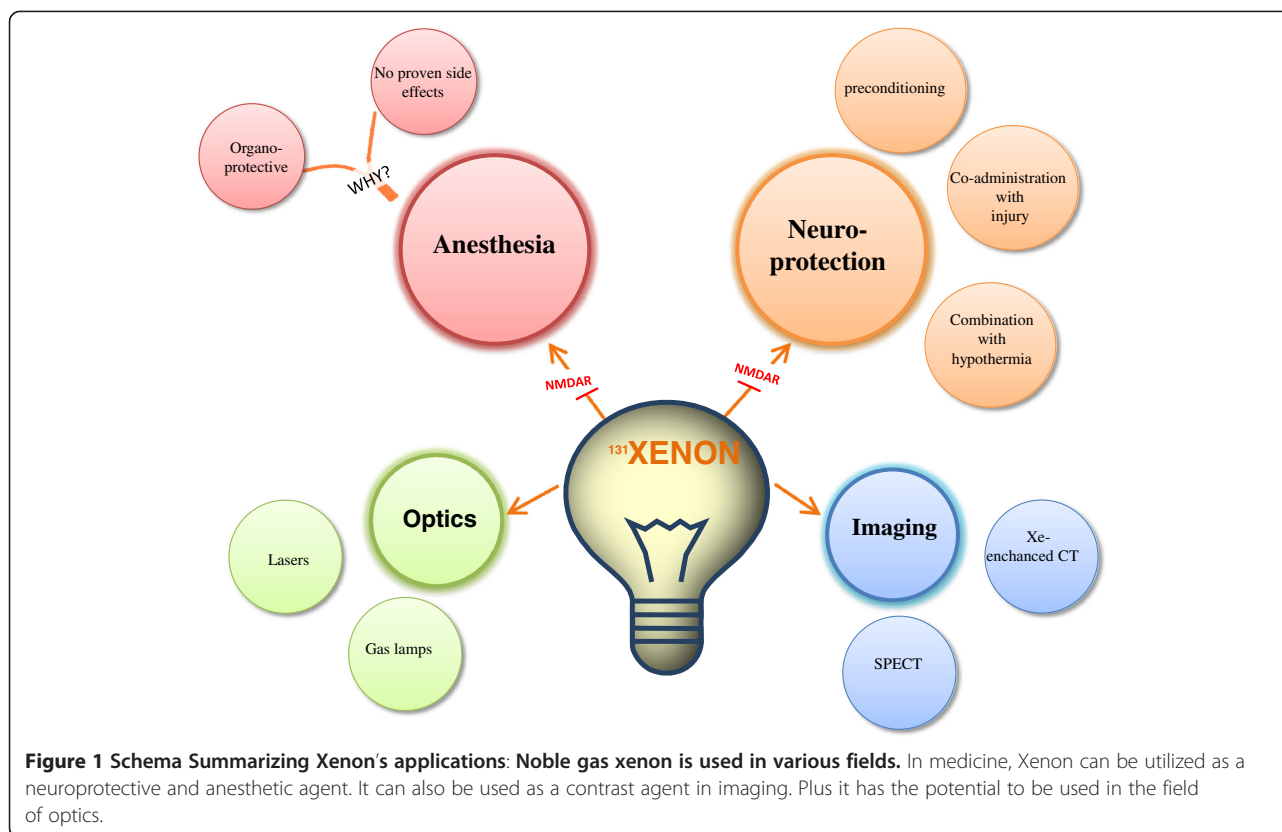 No proven side
effects
Organo-
protective
WHY?
Anesthesia
preconditioning
Co-administration
with
injury
Neuro-
protection
Combination
with
hypothermia
NMDAR
NMDAR
131XENON
Optics
Lasers
Gas lamps
Imaging
Xe-
enchanced CT
SPECT
Figure 1 Schema Summarizing Xenon's applications: Noble gas xenon is used in various fields. In medicine, Xenon can be utilized as a
neuroprotective and anesthetic agent. It can also be used as a contrast agent in imaging. Plus it has the potential to be used in the field
of optics.